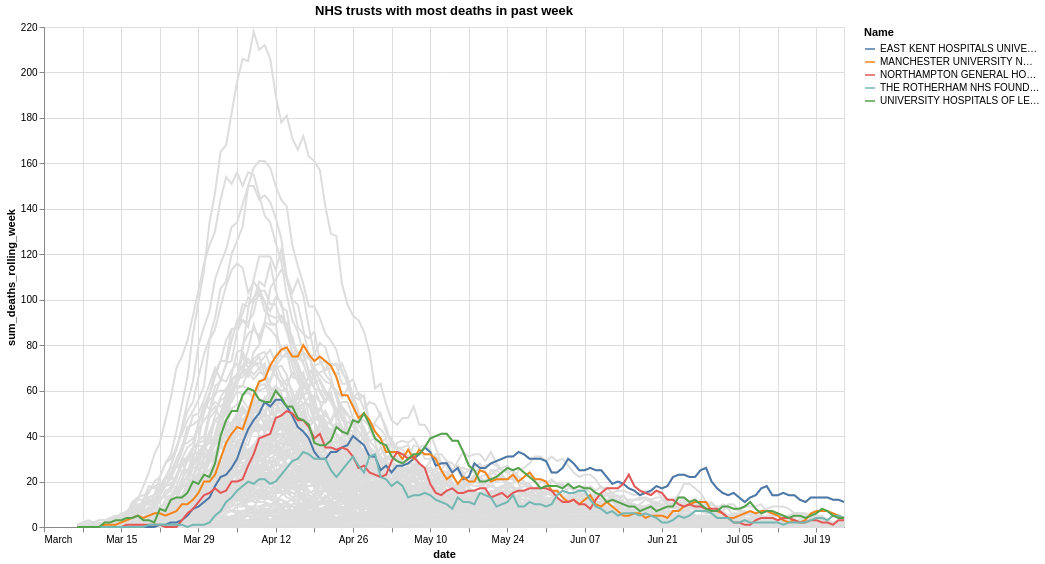 NHS trusts with most deaths in past week
220
200
180
160
140
120
100
80
60
40
20
0
sum_deaths_rolling_week
March
Mar 15
Mar 29
Apr 12
Apr 26
May 10
May 24
Jun 07
Jun 21
Jul 05
Jul 19
date
Name
EAST KENT HOSPITALS UNIVE…
MANCHESTER UNIVERSITY N…
NORTHAMPTON GENERAL HO…
THE ROTHERHAM NHS FOUND…
UNIVERSITY HOSPITALS OF LE…